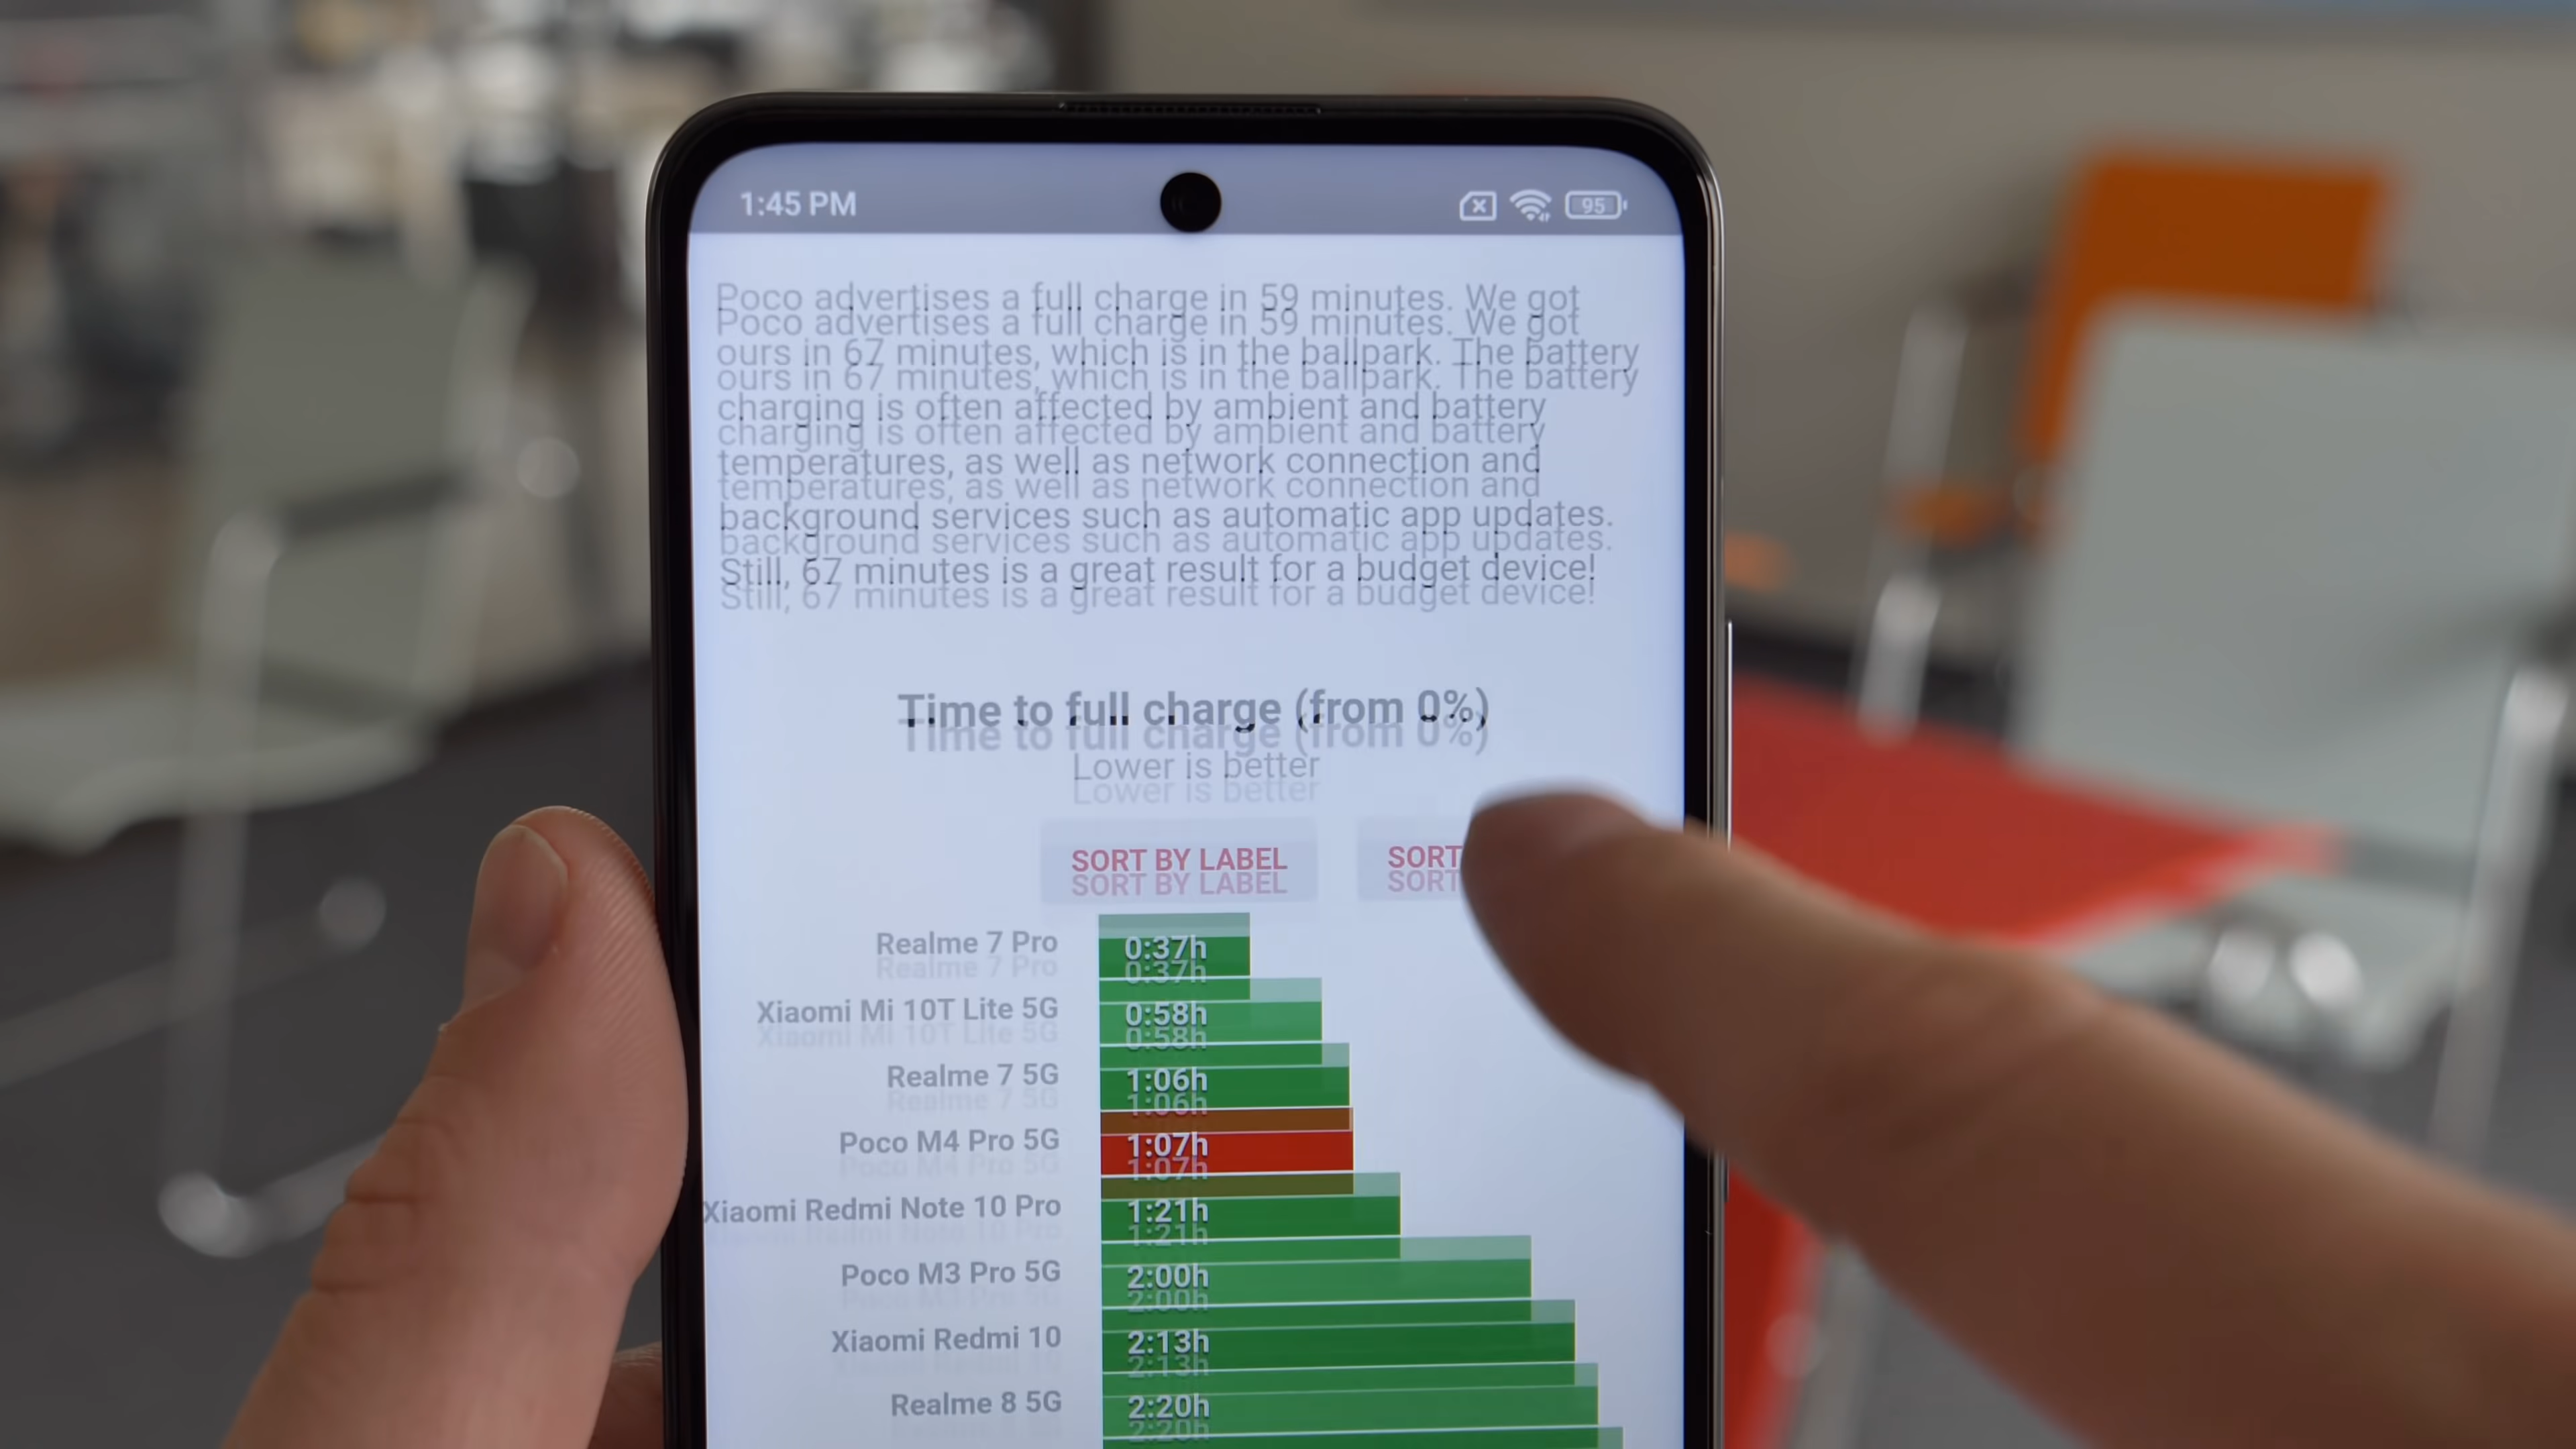 1:45 PM
95
Poco advertises a full charge in 59 minutes. We got
ours in 67 minutes, which is in the ballpark. The battery
charging is often affected by ambient and battery
temperatures, as well as network connection and
background services such as automatic app updates.
Still, 67 minutes is a great result for a budget device!
Time to full charge (from 0%)
Lower is better
SORT BY LABEL SORT
Realme 7 Pro 0:37h
Xiaomi Mi 10T Lite 5G 0:58h
Realme 7 5G 1:06h
Poco M4 Pro 5G 1:07h
Xiaomi Redmi Note 10 Pro 1:21h
Poco M3 Pro 5G 2:00h
Xiaomi Redmi 10 2:13h
Realme 8 5G 2:20h